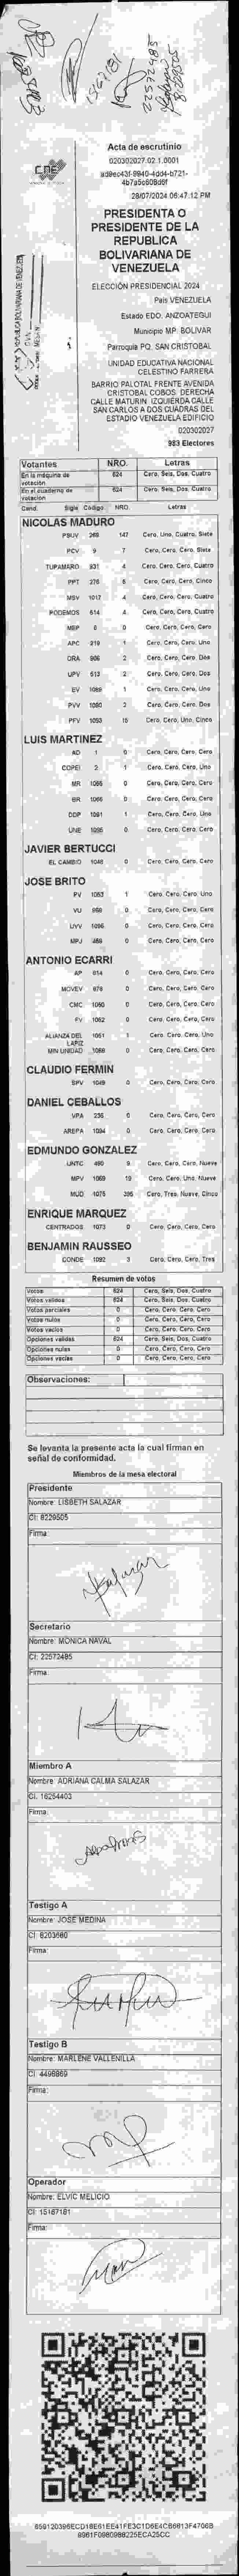 22572485
CNE
Acta de escrutinio
020302027.02.1.0001
28/07/2024 06:47:12 PM
PRESIDENTA O
PRESIDENTE DE LA
REPUBLICA
BOLIVARIANA DE
VENEZUELA
ELECCIÓN PRESIDENCIAL 2024
País VENEZUELA
Estado EDO. ANZOATEGUI
Municipio MP. BOLIVAR
Parroquia PQ. SAN CRISTOBAL
UNIDAD EDUCATIVA NACIONAL
CELESTINO FARRERA
BARRIO PALOTAL FRENTE AVENIDA
CRISTOBAL COBOS. DERECHA
CALLE MATURIN. IZQUIERDA CALLE
SAN CARLOS A DOS CUADRAS DEL
ESTADIO VENEZUELA EDIFICIO
020302027
983 Electores
Votantes NRO. Letras
En la máquina de votación 624 Cero, Seis, Dos, Cuatro
En el cuaderno de votación 624 Cero, Seis, Dos, Cuatro
Cand. Sigla Código NRO. Letras
NICOLAS MADURO
PSUV 268 147 Cero, Uno, Cuatro, Siete
PCV 9 7 Cero, Cero, Cero, Siete
TUPAMARO 931 4 Cero, Cero, Cero, Cuatro
PPT 276 5 Cero, Cero, Cero, Cinco
MSV 1017 4 Cero, Cero, Cero, Cuatro
PODEMOS 614 4 Cero, Cero, Cero, Cuatro
MEP 6 0 Cero, Cero, Cero, Cero
APC 219 1 Cero, Cero, Cero, Uno
ORA 906 2 Cero, Cero, Cero, Dos
UPV 513 2 Cero, Cero, Cero, Dos
EV 1089 1 Cero, Cero, Cero, Uno
PVV 1090 2 Cero, Cero, Cero, Dos
PFV 1093 15 Cero, Cero, Uno, Cinco
LUIS MARTINEZ
AD 1 0 Cero, Cero, Cero, Cero
COPEI 2 1 Cero, Cero, Cero, Uno
MR 1055 0 Cero, Cero, Cero, Cero
BR 1066 0 Cero, Cero, Cero, Cero
DDP 1091 1 Cero, Cero, Cero, Uno
UNE 1095 0 Cero, Cero, Cero, Cero
JAVIER BERTUCCI
EL CAMBIO 1048 0 Cero, Cero, Cero, Cero
JOSE BRITO
PV 1053 1 Cero, Cero, Cero, Uno
VU 958 0 Cero, Cero, Cero, Cero
UVV 1096 0 Cero, Cero, Cero, Cero
MPJ 469 0 Cero, Cero, Cero, Cero
ANTONIO ECARRI
AP 614 0 Cero, Cero, Cero, Cero
MOVEV 878 0 Cero, Cero, Cero, Cero
CMC 1060 0 Cero, Cero, Cero, Cero
FV 1062 0 Cero, Cero, Cero, Cero
ALIANZA DEL LAPIZ 1051 1 Cero, Cero, Cero, Uno
MIN UNIDAD 1088 0 Cero, Cero, Cero, Cero
CLAUDIO FERMIN
SPV 1049 0 Cero, Cero, Cero, Cero
DANIEL CEBALLOS
VPA 236 0 Cero, Cero, Cero, Cero
AREPA 1094 0 Cero, Cero, Cero, Cero
EDMUNDO GONZALEZ
UNTC 490 9 Cero, Cero, Cero, Nueve
MPV 1069 19 Cero, Cero, Uno, Nueve
MUD 1075 395 Cero, Tres, Nueve, Cinco
ENRIQUE MARQUEZ
CENTRADOS 1073 0 Cero, Cero, Cero, Cero
BENJAMIN RAUSSEO
CONDE 1092 3 Cero, Cero, Cero, Tres
Resumen de votos
Votos 624 Cero, Seis, Dos, Cuatro
Votos válidos 624 Cero, Seis, Dos, Cuatro
Votos parciales 0 Cero, Cero, Cero, Cero
Votos nulos 0 Cero, Cero, Cero, Cero
Votos vacíos 0 Cero, Cero, Cero, Cero
Opciones válidas 624 Cero, Seis, Dos, Cuatro
Opciones nulas 0 Cero, Cero, Cero, Cero
Opciones vacías 0 Cero, Cero, Cero, Cero
Observaciones:
Se levanta la presente acta la cual firman en
señal de conformidad.
Miembros de la mesa electoral
Presidente
Nombre: LISBETH SALAZAR
CI: 8229505
Firma:
Secretario
Nombre: MONICA NAVAL
CI: 22572485
Firma:
Miembro A
Nombre: ADRIANA CALMA SALAZAR
CI: 16254403
Firma:
Testigo A
Nombre: JOSE MEDINA
CI: 8203680
Firma:
Testigo B
Nombre: MARLENE VALLENILLA
CI: 4496869
Firma:
Operador
Nombre: ELVIC MELICIO
CI: 15167181
Firma: